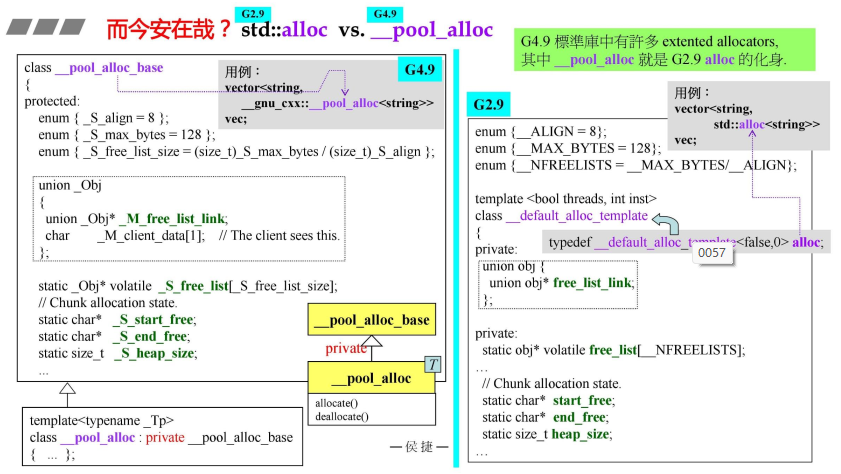 G2.9
G4.9
而今安在哉？ std::alloc vs. __pool_alloc
G4.9 標準庫中有許多 extented allocators,
其中 __pool_alloc 就是 G2.9 alloc 的化身.
G4.9
class __pool_alloc_base
{
protected:
enum { _S_align = 8 };
enum { _S_max_bytes = 128 };
enum { _S_free_list_size = (size_t)_S_max_bytes / (size_t)_S_align };
union _Obj
{
union _Obj* _M_free_list_link;
char _M_client_data[1]; // The client sees this.
};
static _Obj* volatile _S_free_list[_S_free_list_size];
// Chunk allocation state.
static char* _S_start_free;
static char* _S_end_free;
static size_t _S_heap_size;
...
用例：
vector<string,
__gnu_cxx::__pool_alloc<string>>
vec;
__pool_alloc_base
private
T
__pool_alloc
allocate()
deallocate()
template<typename _Tp>
class __pool_alloc : private __pool_alloc_base
{ ... };
侯捷
G2.9
用例：
vector<string,
std::alloc<string>>
vec;
enum {__ALIGN = 8};
enum {__MAX_BYTES = 128};
enum {__NFREELISTS = __MAX_BYTES/__ALIGN};
template <bool threads, int inst>
class __default_alloc_template
{
private:
typedef __default_alloc_template<false,0> alloc;
0057
union obj {
union obj* free_list_link;
};
private:
static obj* volatile free_list[__NFREELISTS];
...
// Chunk allocation state.
static char* start_free;
static char* end_free;
static size_t heap_size;
...